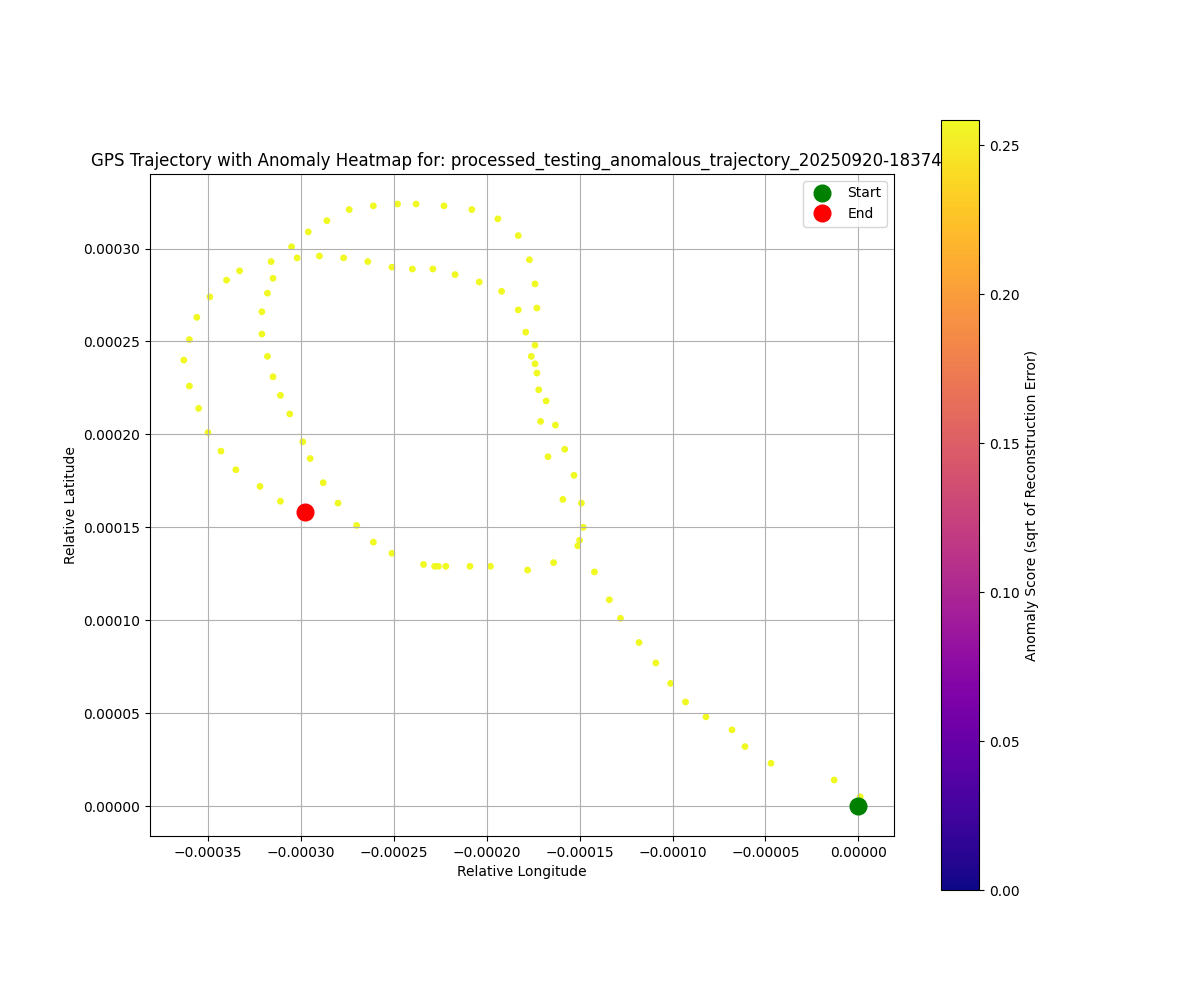 GPS Trajectory with Anomaly Heatmap for: processed_testing_anomalous_trajectory_20250920-18374
Start
End
0.00030
0.00025
0.00020
0.00015
0.00010
0.00005
0.00000
Relative Latitude
−0.00035 −0.00030 −0.00025 −0.00020 −0.00015 −0.00010 −0.00005 0.00000
Relative Longitude
0.25
0.20
0.15
0.10
0.05
0.00
Anomaly Score (sqrt of Reconstruction Error)